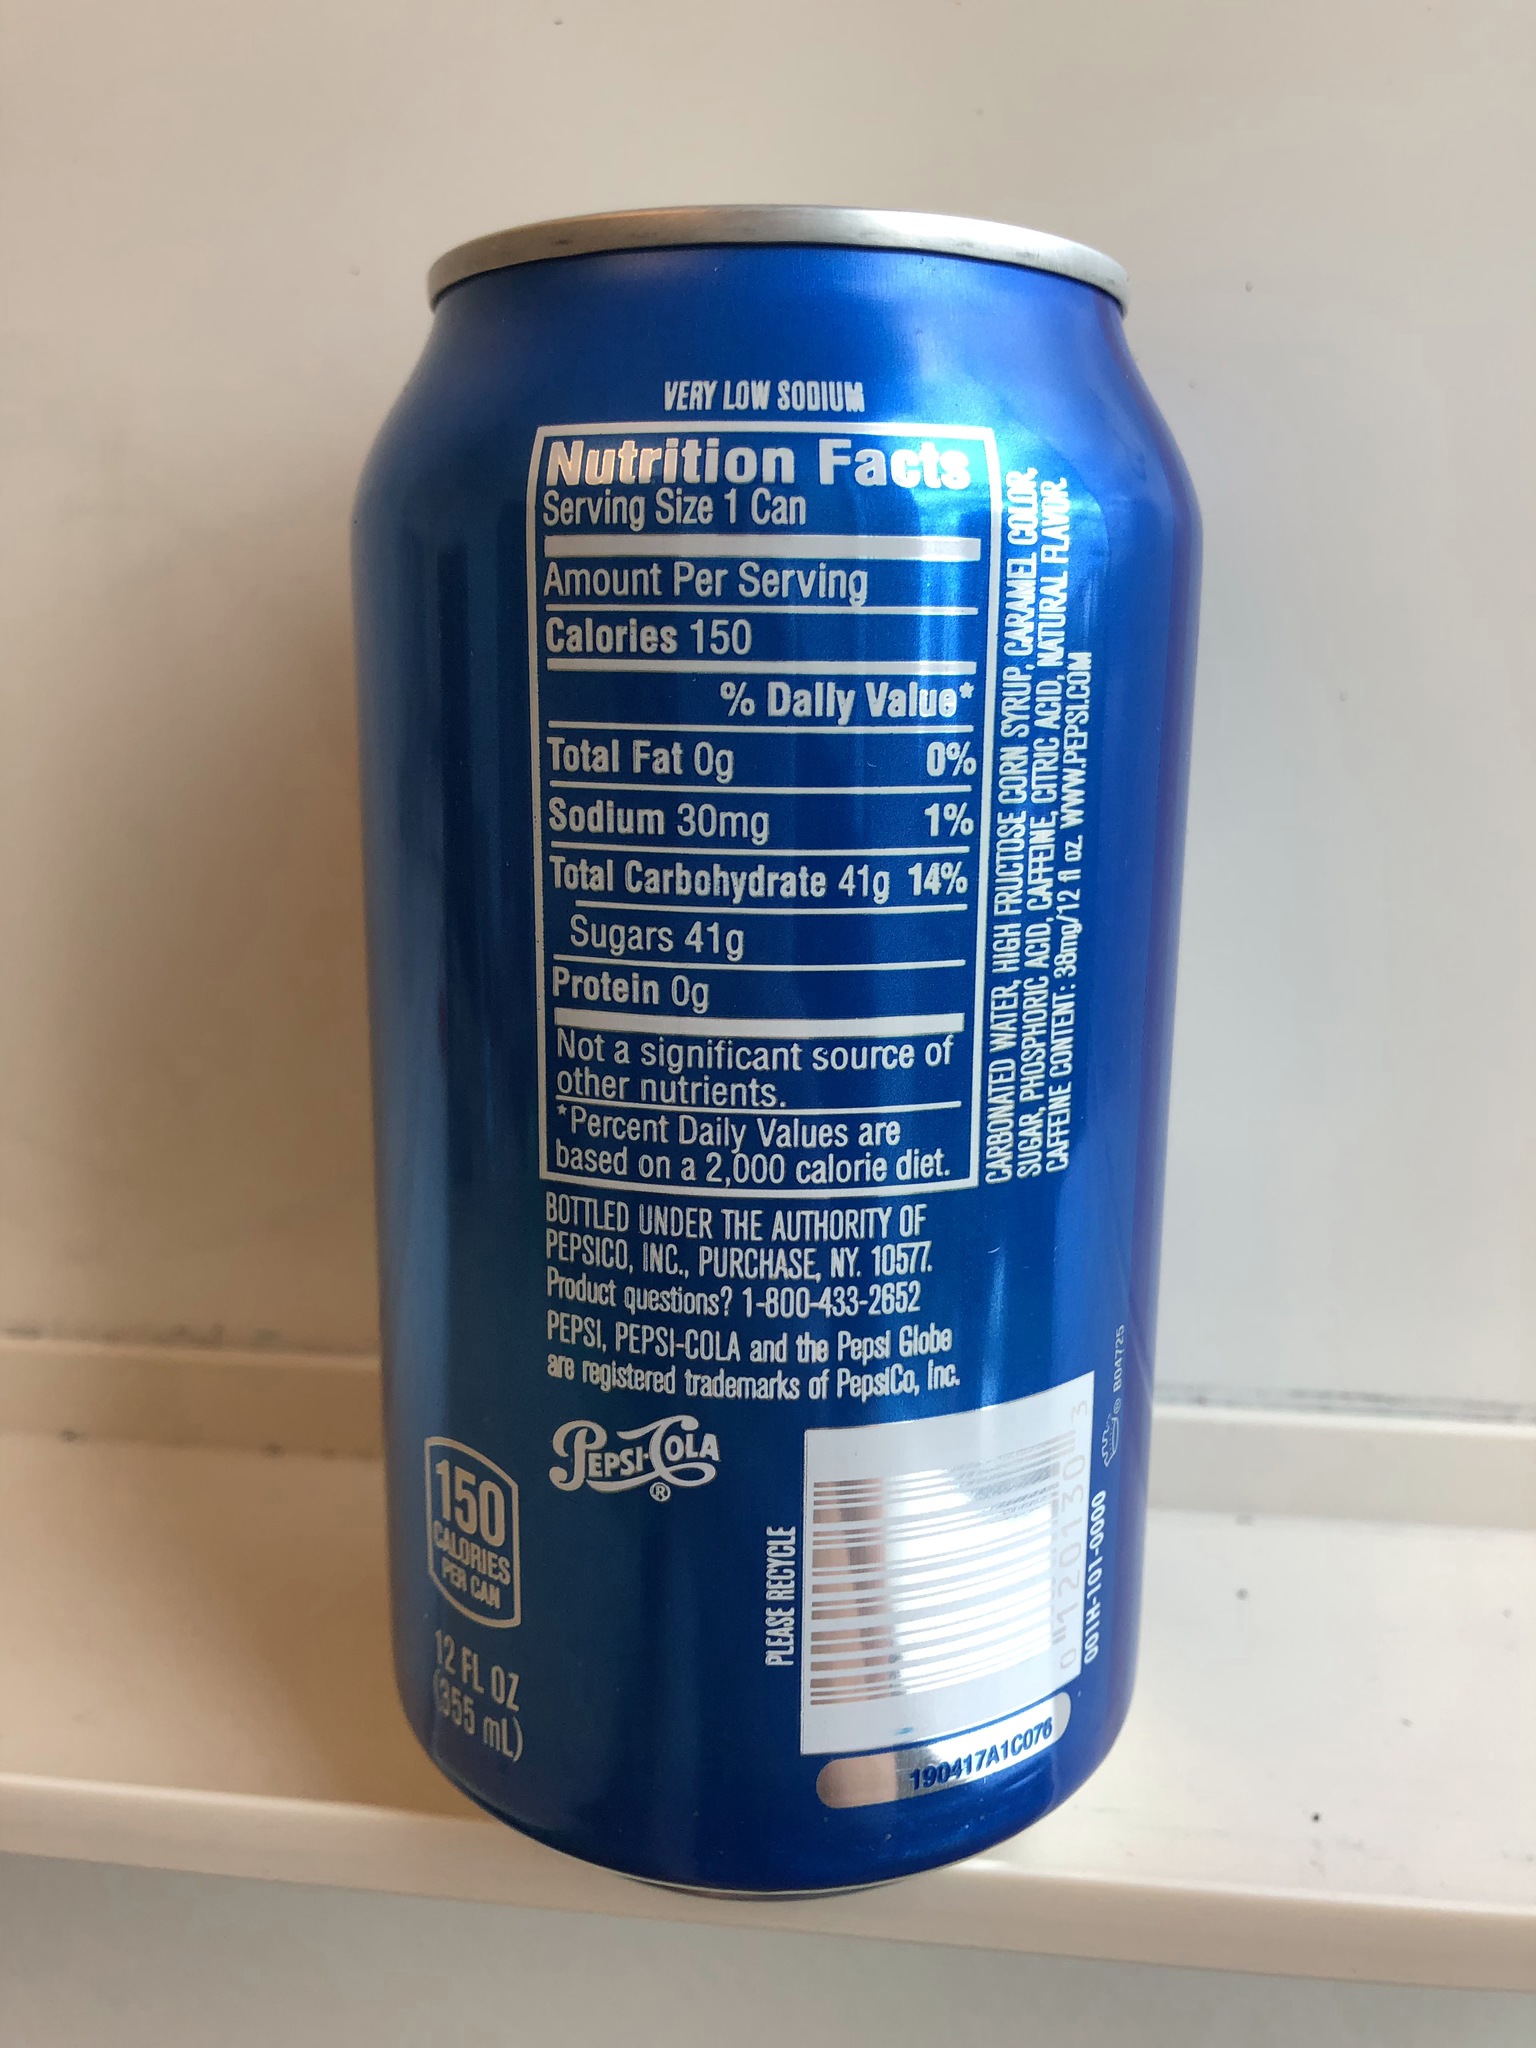 VERY LOW SODIUM
Nutrition Facts
Serving Size 1 Can
Amount Per Serving
Calories 150
% Daily Value*
Total Fat 0g 0%
Sodium 30mg 1%
Total Carbohydrate 41g 14%
Sugars 41g
Protein 0g
Not a significant source of
other nutrients.
*Percent Daily Values are
based on a 2,000 calorie diet.
CARBONATED WATER, HIGH FRUCTOSE CORN SYRUP, CARAMEL COLOR,
SUGAR, PHOSPHORIC ACID, CAFFEINE, CITRIC ACID, NATURAL FLAVOR.
CAFFEINE CONTENT: 38mg/12 fl oz. WWW.PEPSI.COM
BOTTLED UNDER THE AUTHORITY OF
PEPSICO, INC., PURCHASE, NY. 10577.
Product questions? 1-800-433-2652
PEPSI, PEPSI-COLA and the Pepsi Globe
are registered trademarks of PepsiCo, Inc.
PEPSI-COLA
®
150
CALORIES
PER CAN
12 FL OZ
(355 mL)
PLEASE RECYCLE
0 120130 3
® B04725
001H-101-0000
190417A1C076